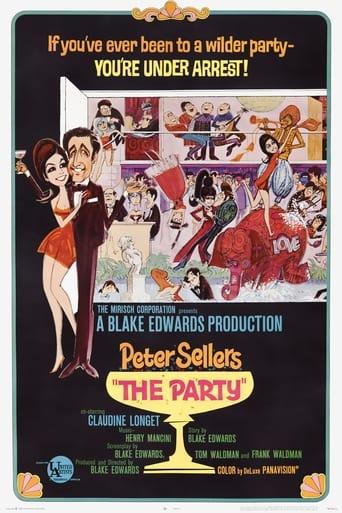 If you've ever been to a wilder party-
YOU'RE UNDER ARREST!
LOVE
THE MIRISCH CORPORATION presents
A BLAKE EDWARDS PRODUCTION
Peter Sellers
"THE PARTY"
co-starring
CLAUDINE LONGET
Music-
HENRY MANCINI
Story by
BLAKE EDWARDS
Screenplay by
BLAKE EDWARDS,
TOM WALDMAN and FRANK WALDMAN
Produced and Directed by
BLAKE EDWARDS
COLOR by DeLuxe PANAVISION®
United Artists